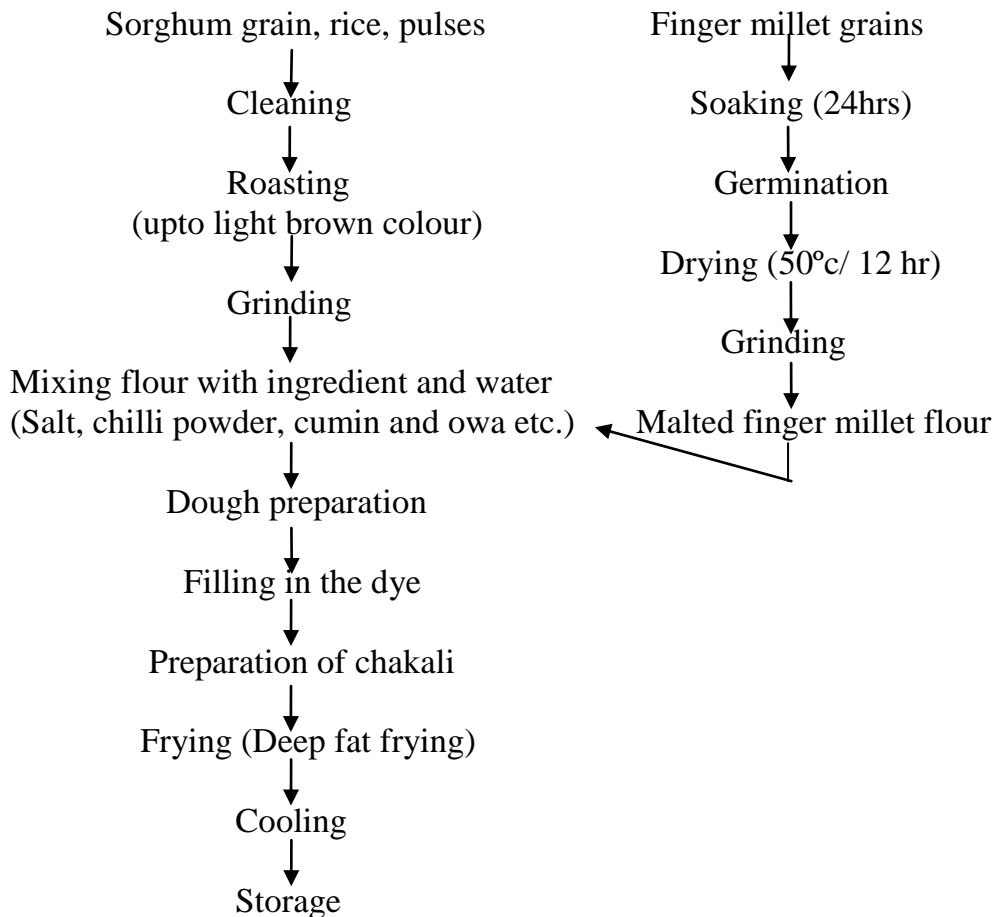 Sorghum grain, rice, pulses
Cleaning
Roasting
(upto light brown colour)
Grinding
Mixing flour with ingredient and water
(Salt, chilli powder, cumin and owa etc.)
Dough preparation
Filling in the dye
Preparation of chakali
Frying (Deep fat frying)
Cooling
Storage
Finger millet grains
Soaking (24hrs)
Germination
Drying (50ºc/ 12 hr)
Grinding
Malted finger millet flour